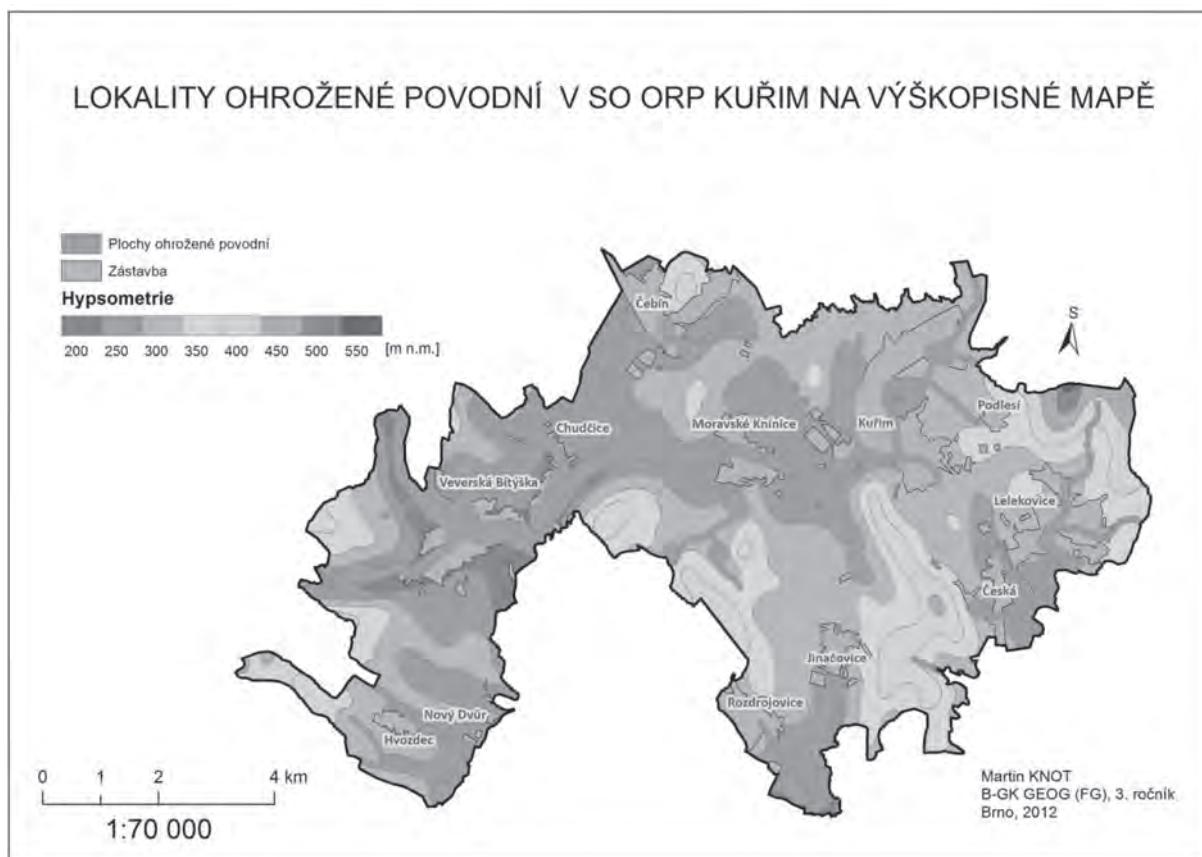 LOKALITY OHROŽENÉ POVODNÍ V SO ORP KUŘIM NA VÝŠKOPISNÉ MAPĚ
Plochy ohrožené povodní
Zástavba
Hypsometrie
200 250 300 350 400 450 500 550 [m n.m.]
S
Čebín
Podlesí
Chudčice
Moravské Knínice
Kuřim
Veverská Bítýška
Lelekovice
Česká
Jinačovice
Rozdrojovice
Nový Dvůr
Hvozdec
0 1 2 4 km
1:70 000
Martin KNOT
B-GK GEOG (FG), 3. ročník
Brno, 2012